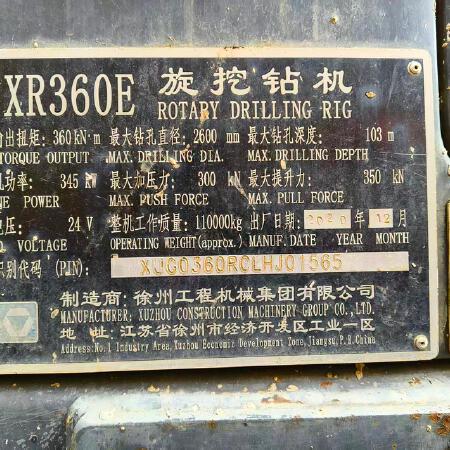 XR360E 旋挖钻机
ROTARY DRILLING RIG
出扭矩: 360kN·m 最大钻孔直径: 2600 mm 最大钻孔深度: 103 m
TORQUE OUTPUT MAX. DRILLING DIA. MAX. DRILLING DEPTH
功率: 345 kW 最大加压力: 300 kN 最大提升力: 350 kN
NE POWER MAX. PUSH FORCE MAX. PULL FORCE
压: 24 V 整机工作质量: 110000kg 出厂日期: 2020 年 12 月
VOLTAGE OPERATING WEIGHT(approx.) MANUF. DATE YEAR MONTH
识别代码 (PIN):
制造商: 徐州工程机械集团有限公司
MANUFACTURER: XUZHOU CONSTRUCTION MACHINERY GROUP CO., LTD.
地 址: 江苏省徐州市经济开发区工业一区
Address:No.1 Industry Area, Xuzhou Economic Development Zone, Jiangsu, P.R.China